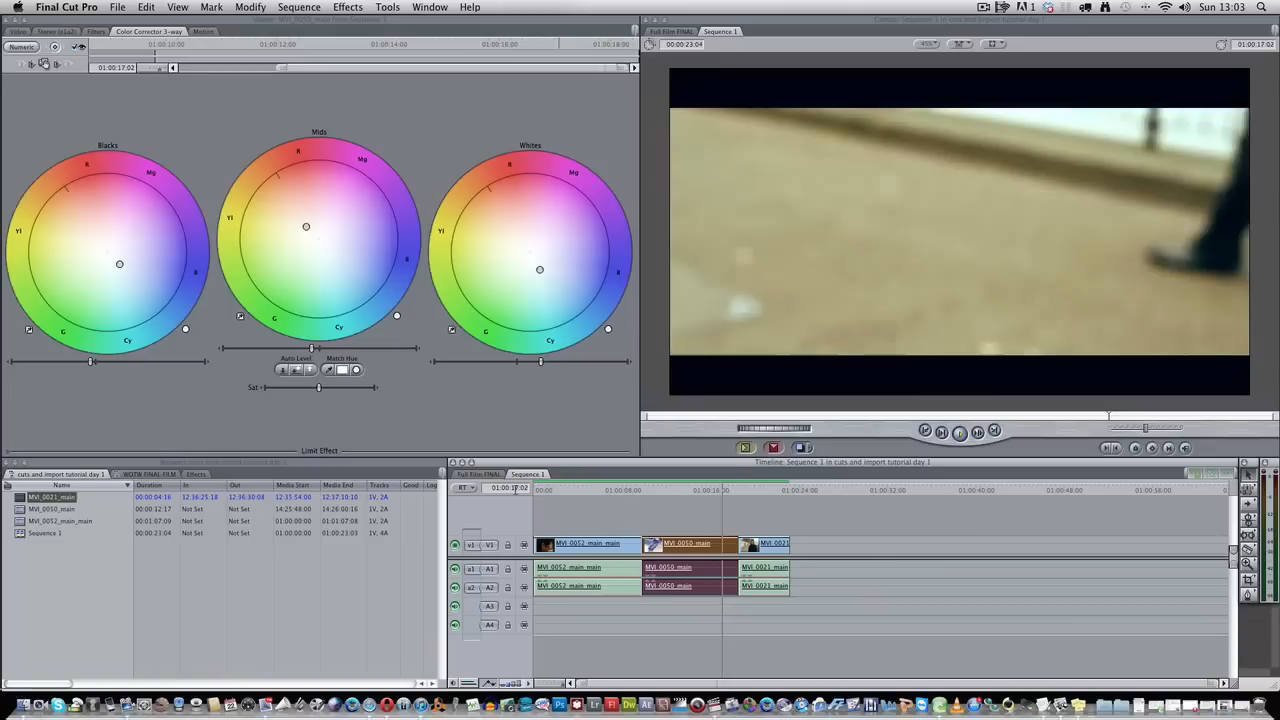 Final Cut Pro File Edit View Mark Modify Sequence Effects Tools Window Help 1 Sun 13:03
Video Stereo (a1a2) Filters Color Corrector 3-way Motion
Full Film FINAL Sequence 1
Numeric 01:00:10:00 01:00:12:00 01:00:14:00 01:00:16:00 01:00:18:00
00:00:23:04 45% 01:00:17:02
01:00:17:02
Mids
Blacks Whites
R Mg R Mg R Mg
Yl Yl Yl
B B B
G Cy G Cy G Cy
Auto Level Match Hue
Sat
Limit Effect
Timeline: Sequence 1 in cuts and import tutorial day 1
cuts and import tutorial day 1 WOTW FINAL FILM Effects
Full Film FINAL Sequence 1
Name Duration In Out Media Start Media End Tracks Good Log
RT 01:00:17:02 00:00 01:00:08:00 01:00:16:00 01:00:24:00 01:00:32:00 01:00:40:00 01:00:48:00 01:00:56:00
MVI_0021_main 00:00:04:16 12:36:25:18 12:36:30:08 12:35:54:00 12:37:10:10 1V, 2A
MVI_0050_main 00:00:12:17 Not Set Not Set 14:25:48:00 14:26:00:16 1V, 2A
MVI_0052_main_main 00:01:07:09 Not Set Not Set 01:00:00:00 01:01:07:08 1V, 2A
Sequence 1 00:00:23:04 Not Set Not Set 01:00:00:00 01:00:23:03 1V, 4A
v1 V1 MVI_0052_main_main MVI_0050_main MVI_0021
a1 A1 MVI_0052_main_main MVI_0050_main MVI_0021_main
a2 A2 MVI_0052_main_main MVI_0050_main MVI_0021_main
A3
A4
Ps Lr Fl Dw Ae